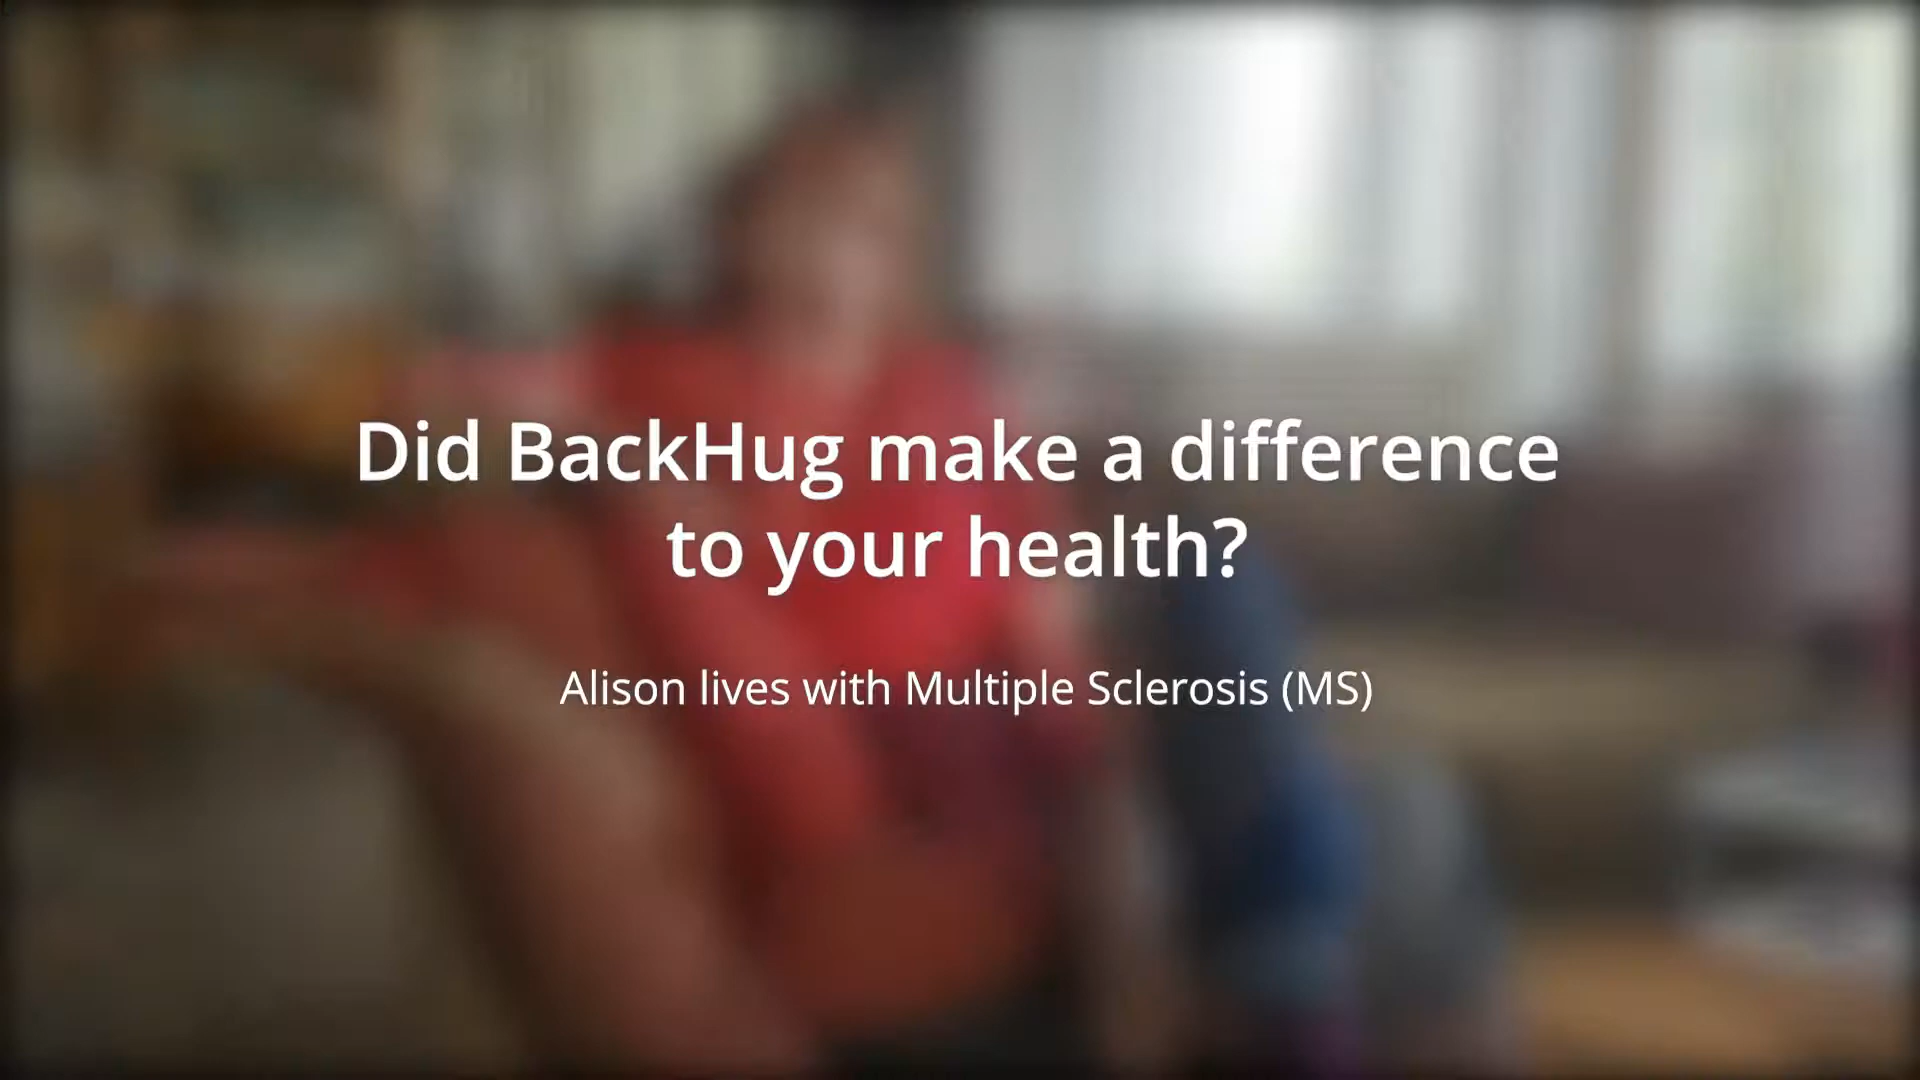 Did BackHug make a difference
to your health?
Alison lives with Multiple Sclerosis (MS)